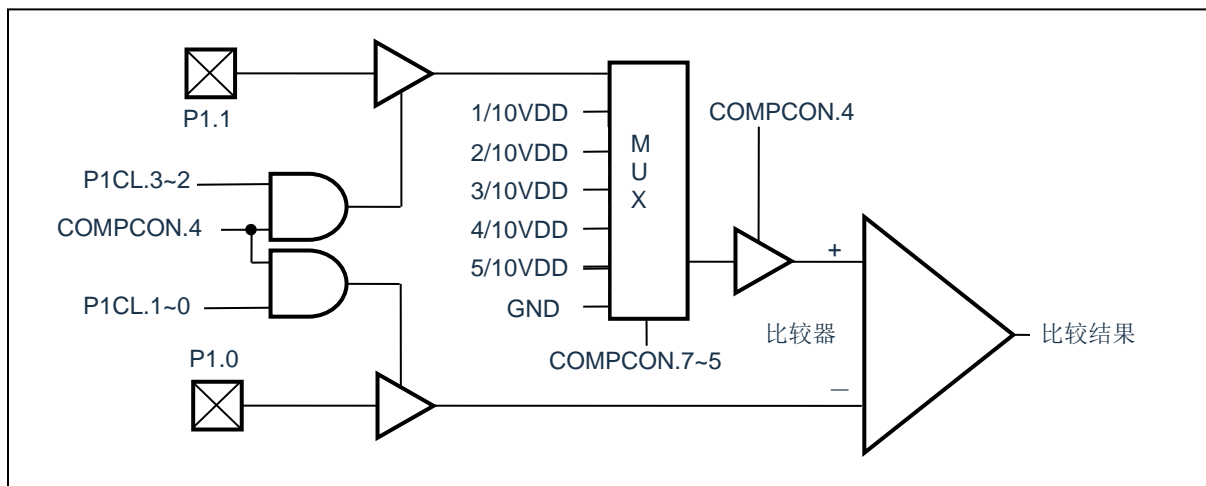 P1.1
P1CL.3~2
COMPCON.4
P1CL.1~0
P1.0
1/10VDD
2/10VDD
3/10VDD
4/10VDD
5/10VDD
GND
M
U
X
COMPCON.7~5
COMPCON.4
+
比较器
—
比较结果